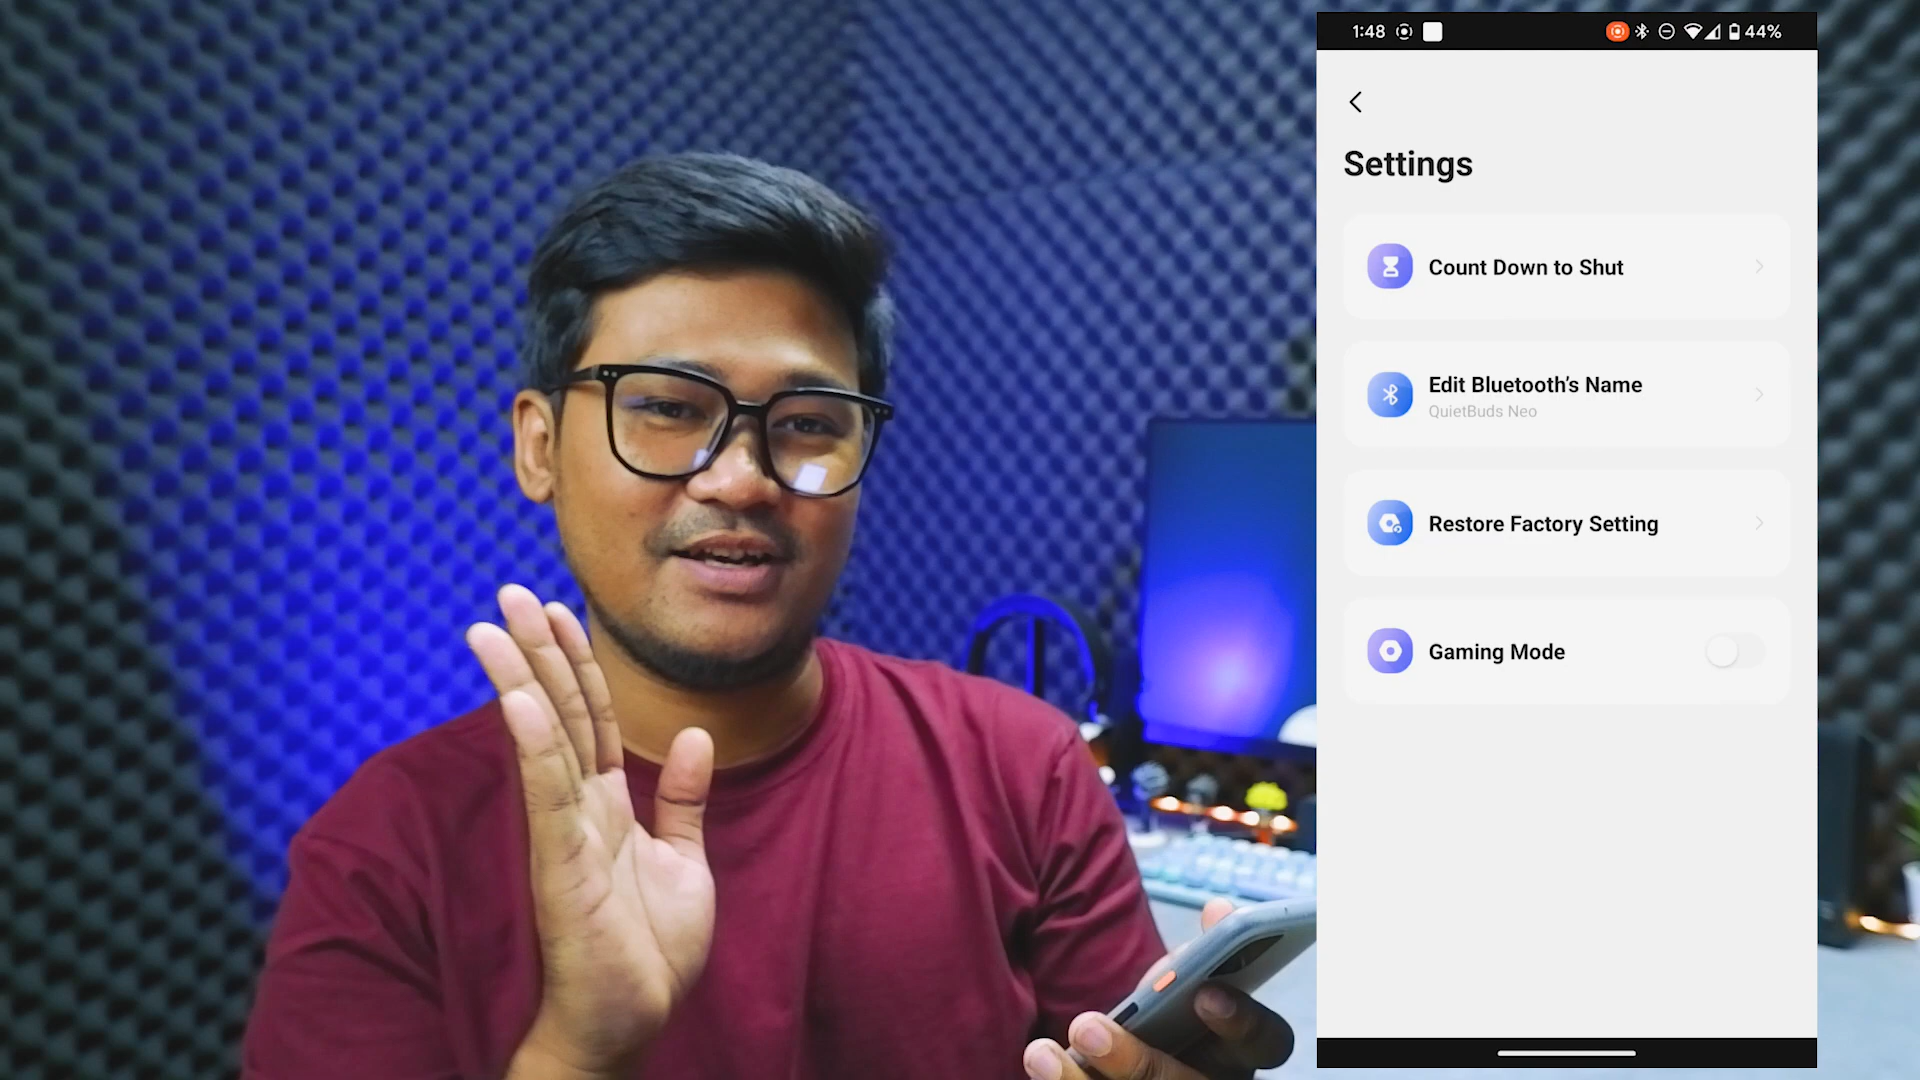 1:48
44%
Settings
Count Down to Shut
Edit Bluetooth's Name
QuietBuds Neo
Restore Factory Setting
Gaming Mode